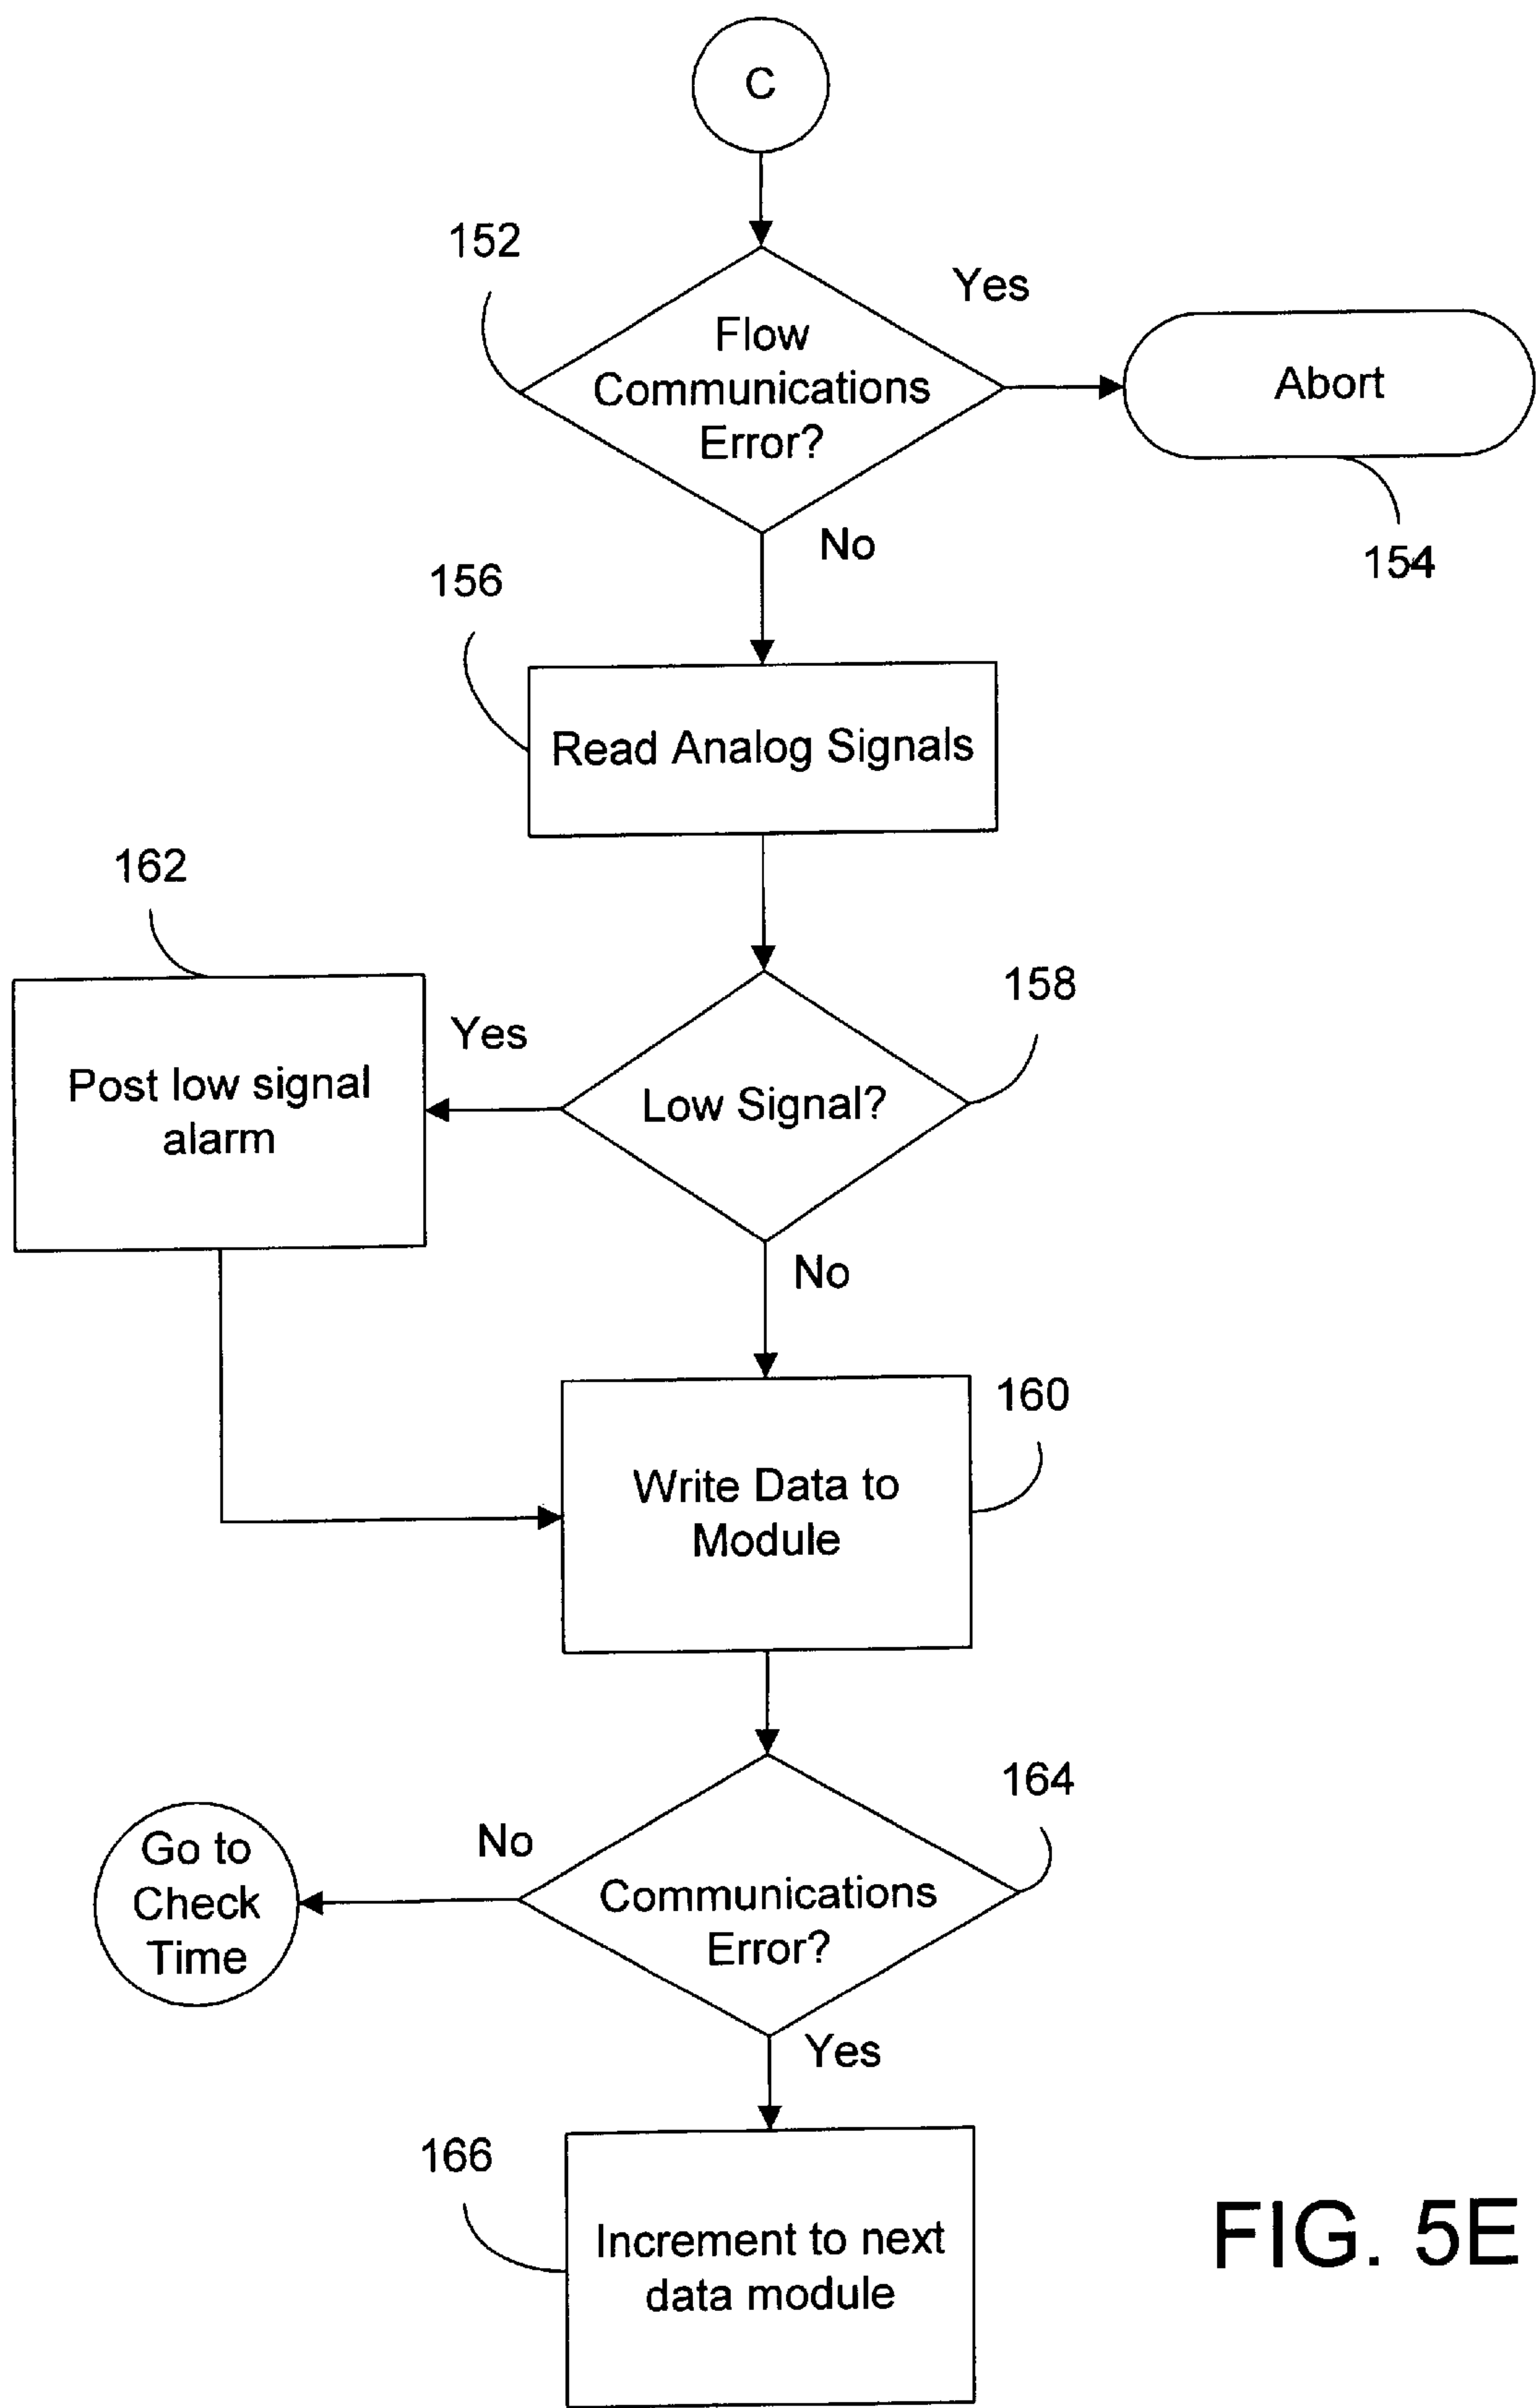 C
152
Yes
Flow
Communications
Error?
Abort
No
154
156
Read Analog Signals
162
158
Yes
Post low signal
alarm
Low Signal?
No
160
Write Data to
Module
164
No
Go to
Check
Time
Communications
Error?
Yes
166
Increment to next
data module
FIG. 5E